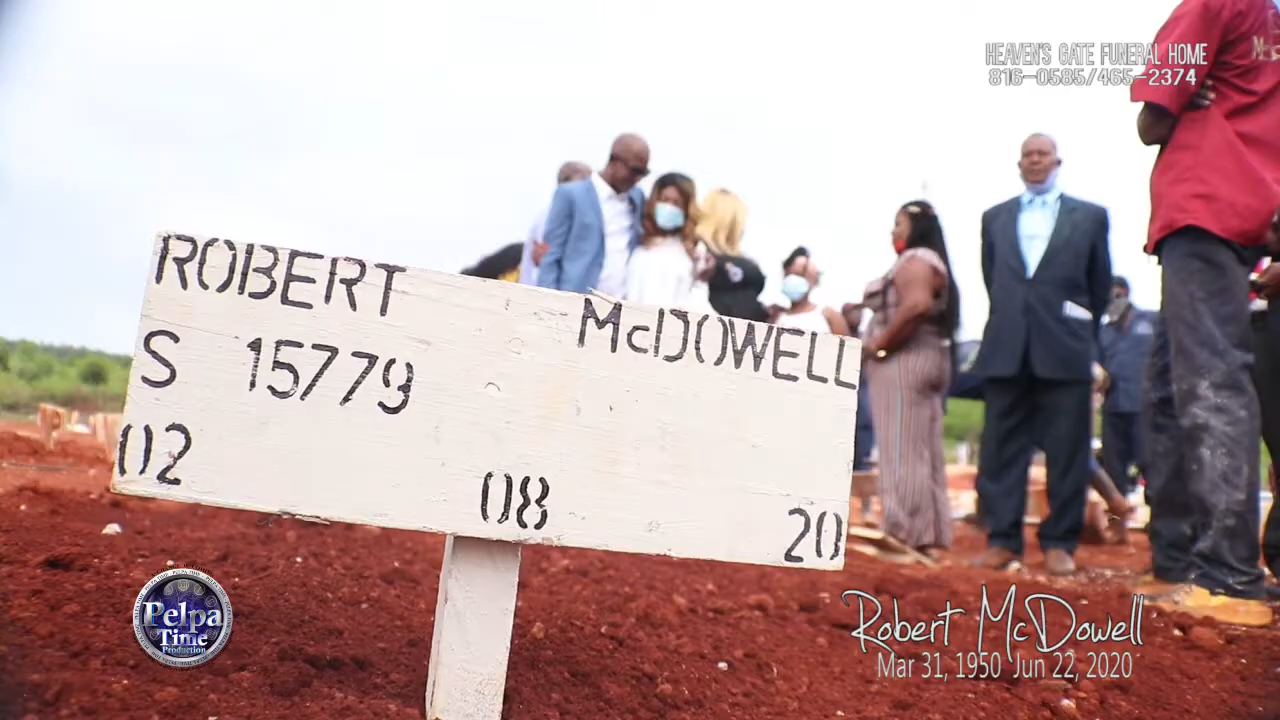 HEAVEN'S GATE FUNERAL HOME
816-0585/465-2374
ROBERT McDOWELL
S 15779
02 08 20
Pelpa
Time
Production
Robert McDowell
Mar 31, 1950 Jun 22, 2020